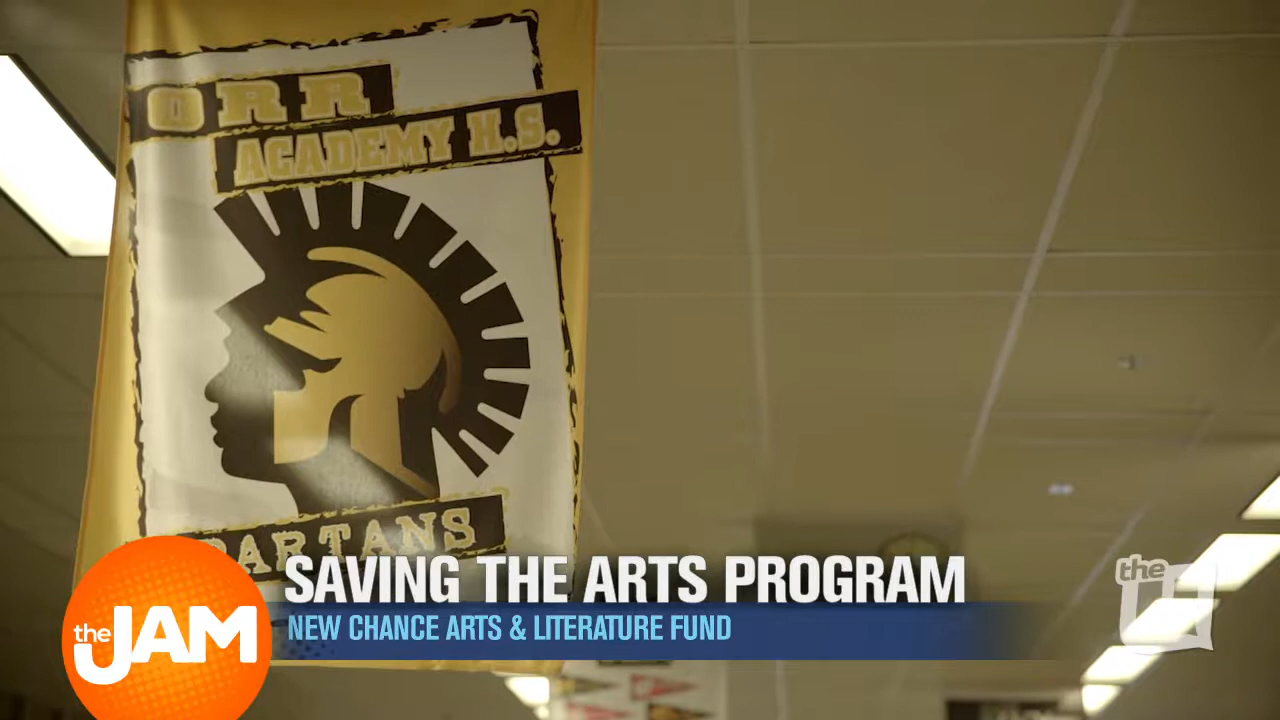 ORR
ACADEMY H.S.
SPARTANS
SAVING THE ARTS PROGRAM
NEW CHANCE ARTS & LITERATURE FUND
the JAM
the U